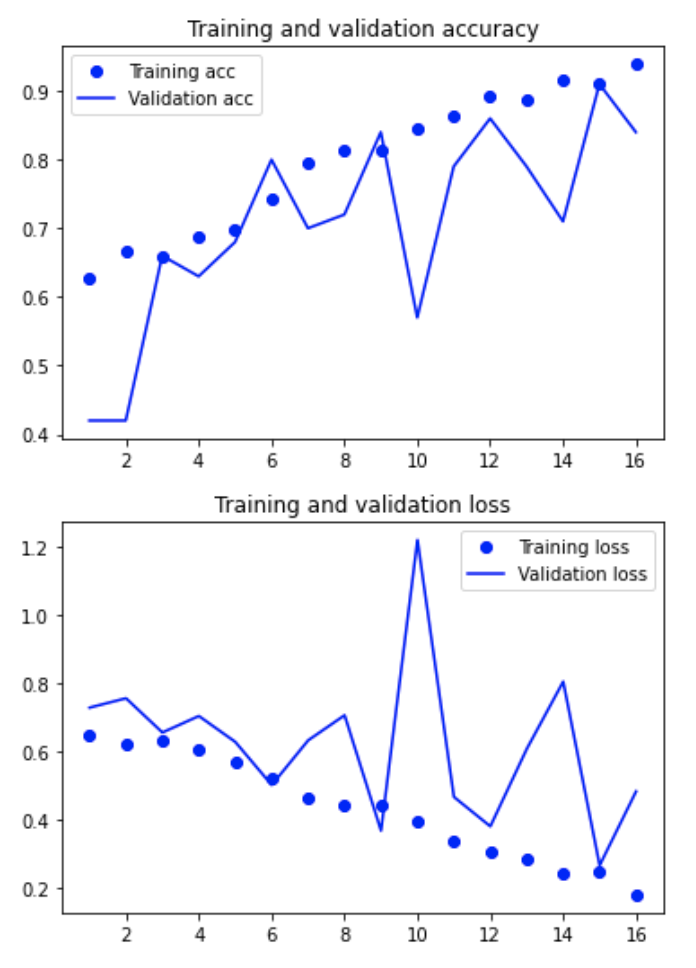 Training and validation accuracy
Training acc
Validation acc
0.9
0.8
0.7
0.6
0.5
0.4
2 4 6 8 10 12 14 16
Training and validation loss
Training loss
Validation loss
1.2
1.0
0.8
0.6
0.4
0.2
2 4 6 8 10 12 14 16